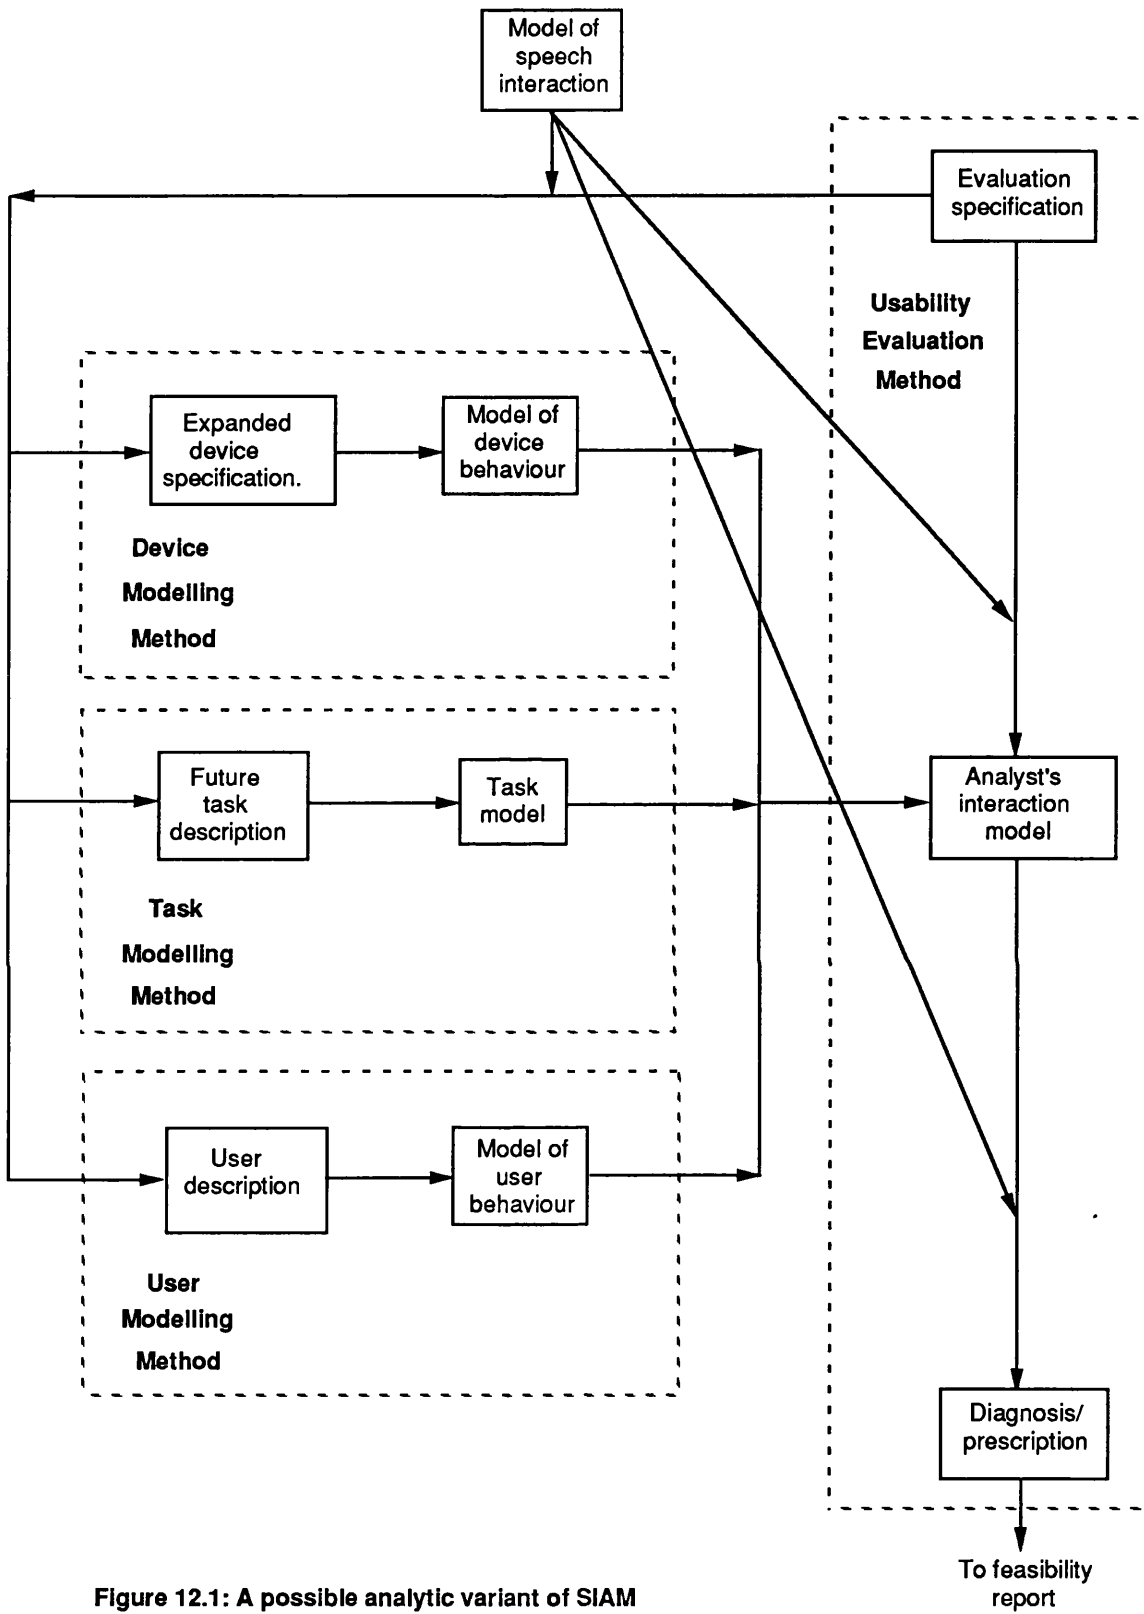 Model of
speech
interaction
Evaluation
specification
Usability
Evaluation
Method
Expanded
device
specification.
Model of
device
behaviour
Device
Modelling
Method
Future
task
description
Task
model
Analyst's
interaction
model
Task
Modelling
Method
User
description
Model of
user
behaviour
User
Modelling
Method
Diagnosis/
prescription
To feasibility
report
Figure 12.1: A possible analytic variant of SIAM